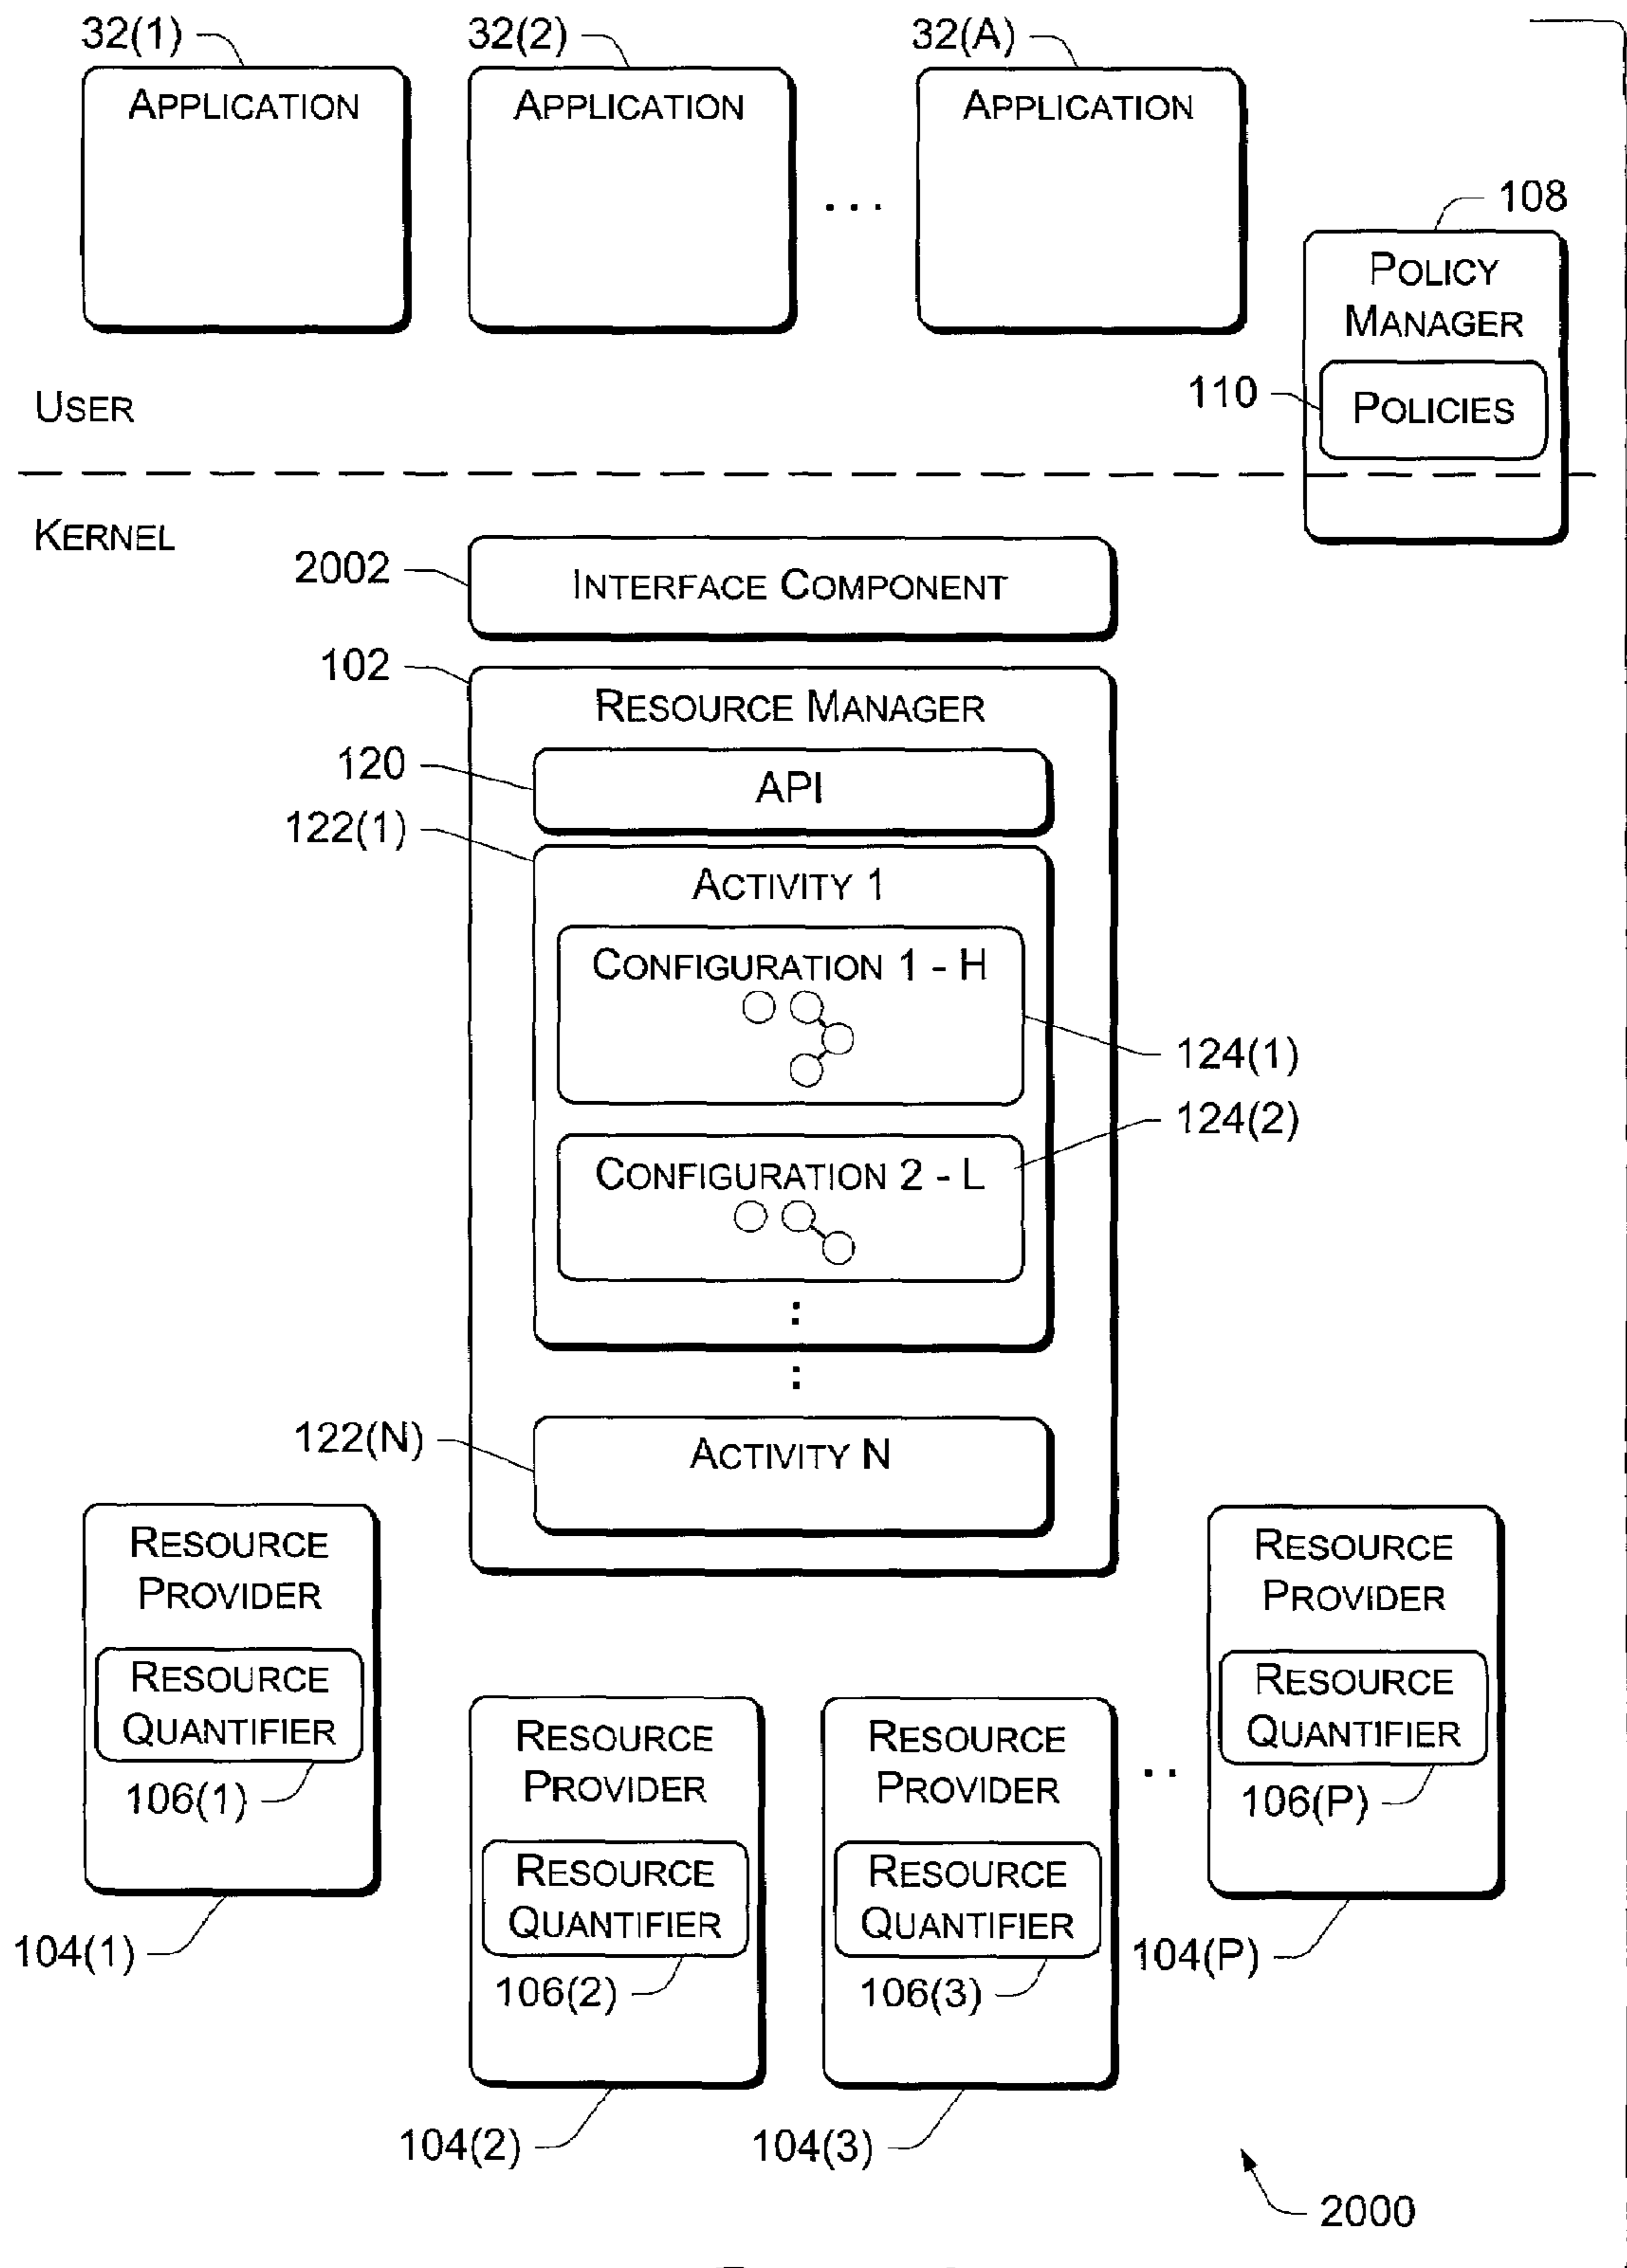 32(1)
32(2)
32(A)
APPLICATION
APPLICATION
APPLICATION
. . .
108
POLICY
MANAGER
110
POLICIES
USER
KERNEL
2002
INTERFACE COMPONENT
102
RESOURCE MANAGER
120
API
122(1)
ACTIVITY 1
CONFIGURATION 1 - H
124(1)
124(2)
CONFIGURATION 2 - L
:
:
122(N)
ACTIVITY N
RESOURCE
PROVIDER
RESOURCE
QUANTIFIER
106(1)
104(1)
RESOURCE
PROVIDER
RESOURCE
QUANTIFIER
106(2)
104(2)
RESOURCE
PROVIDER
RESOURCE
QUANTIFIER
106(3)
104(3)
. .
RESOURCE
PROVIDER
RESOURCE
QUANTIFIER
106(P)
104(P)
2000